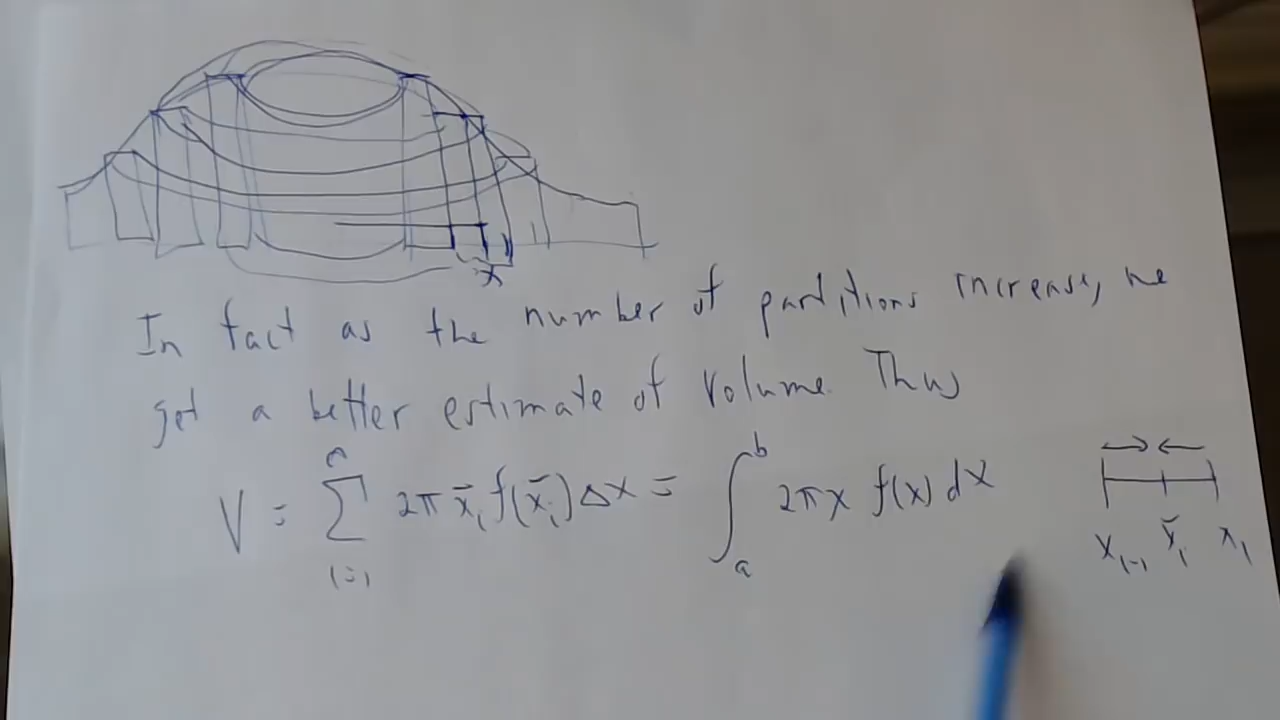 x
In fact as the number of partitions increase, we
get a better estimate of volume. Thus
V = n∑i=1 2π x̄ᵢ f(x̄ᵢ) Δx = ∫ₐᵇ 2πx f(x) dx
xᵢ₋₁ x̄ᵢ xᵢ